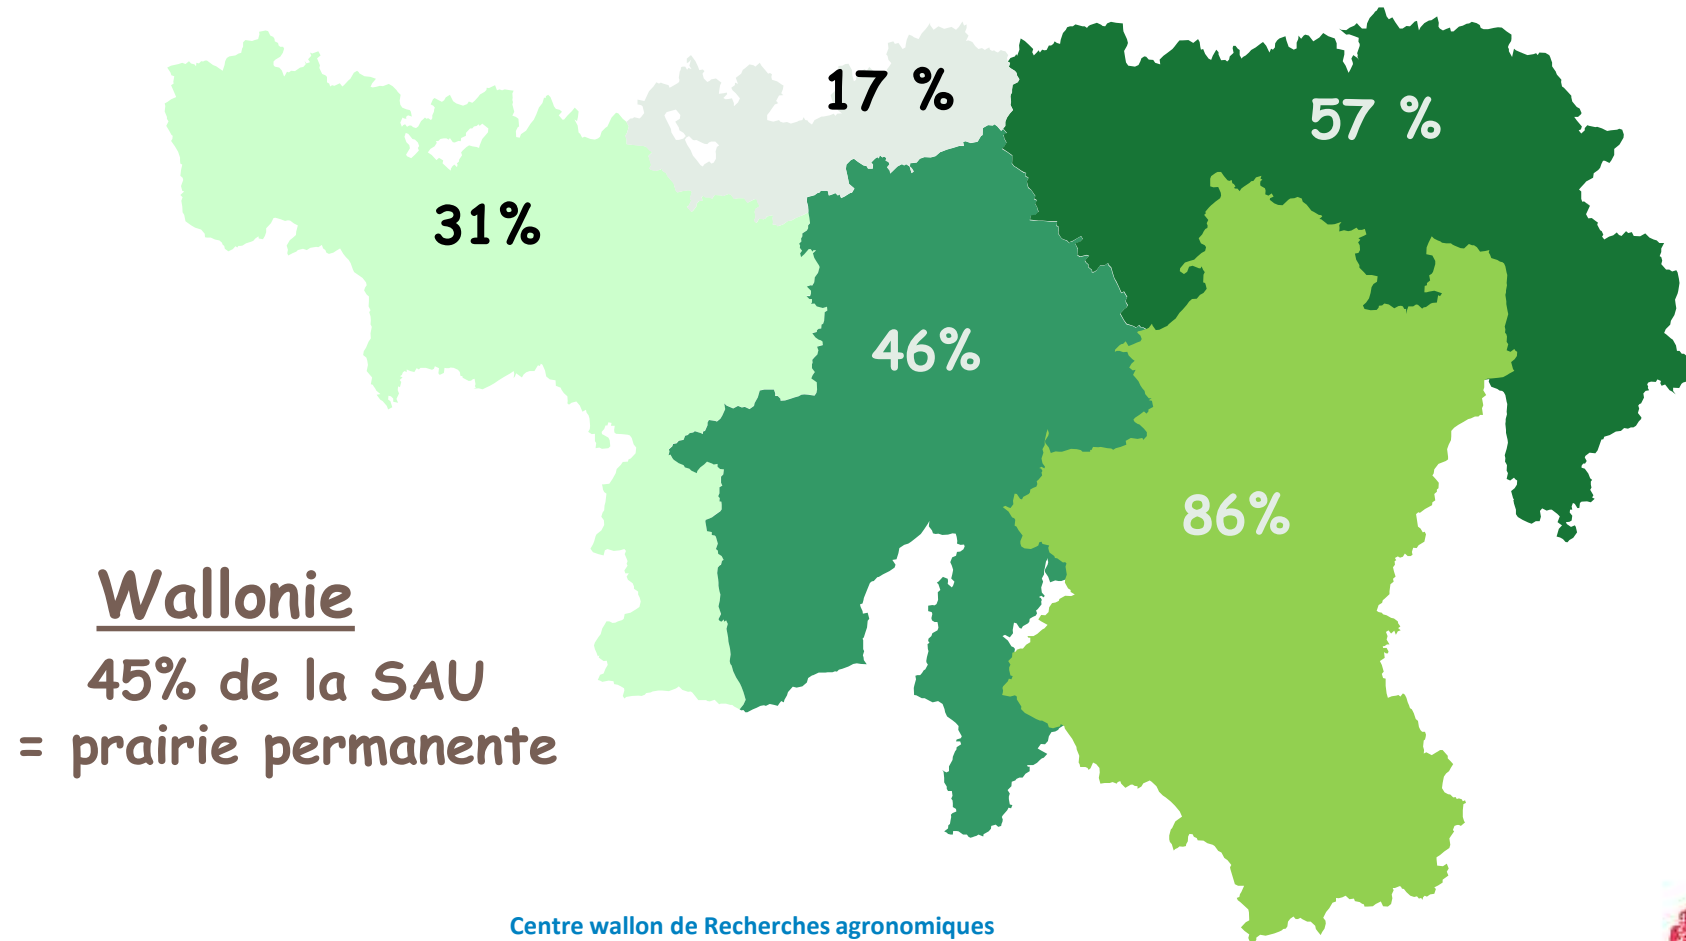 17 %
57 %
31%
46%
86%
Wallonie
45% de la SAU
= prairie permanente
Centre wallon de Recherches agronomiques